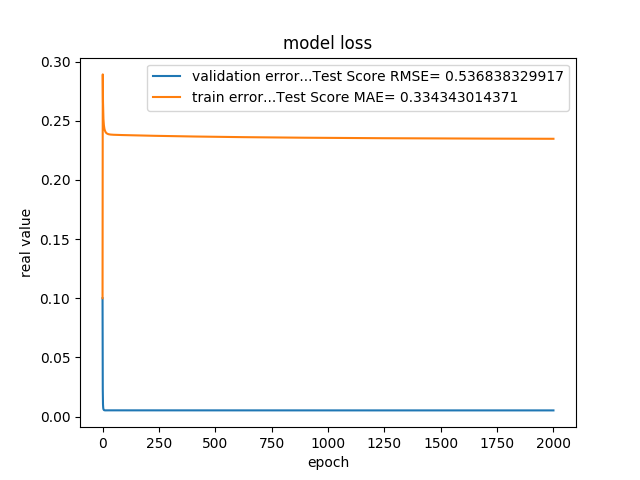 model loss
validation error...Test Score RMSE= 0.536838329917
train error...Test Score MAE= 0.334343014371
0.30
0.25
0.20
0.15
0.10
0.05
0.00
real value
0 250 500 750 1000 1250 1500 1750 2000
epoch